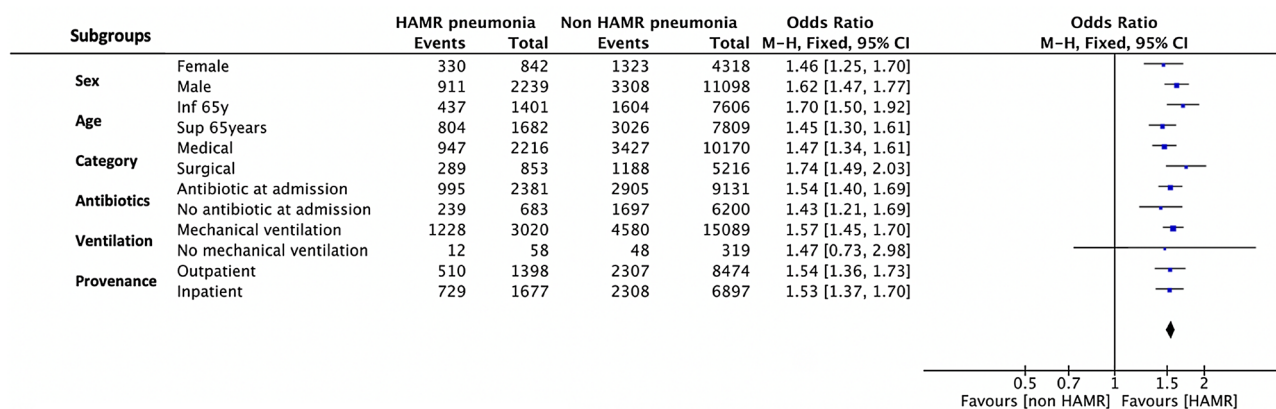 Subgroups HAMR pneumonia Non HAMR pneumonia Odds Ratio Odds Ratio
Events Total Events Total M-H, Fixed, 95% CI M-H, Fixed, 95% CI
Sex
Female 330 842 1323 4318 1.46 [1.25, 1.70]
Male 911 2239 3308 11098 1.62 [1.47, 1.77]
Age
Inf 65y 437 1401 1604 7606 1.70 [1.50, 1.92]
Sup 65years 804 1682 3026 7809 1.45 [1.30, 1.61]
Category
Medical 947 2216 3427 10170 1.47 [1.34, 1.61]
Surgical 289 853 1188 5216 1.74 [1.49, 2.03]
Antibiotics
Antibiotic at admission 995 2381 2905 9131 1.54 [1.40, 1.69]
No antibiotic at admission 239 683 1697 6200 1.43 [1.21, 1.69]
Ventilation
Mechanical ventilation 1228 3020 4580 15089 1.57 [1.45, 1.70]
No mechanical ventilation 12 58 48 319 1.47 [0.73, 2.98]
Provenance
Outpatient 510 1398 2307 8474 1.54 [1.36, 1.73]
Inpatient 729 1677 2308 6897 1.53 [1.37, 1.70]
0.5 0.7 1 1.5 2
Favours [non HAMR] Favours [HAMR]